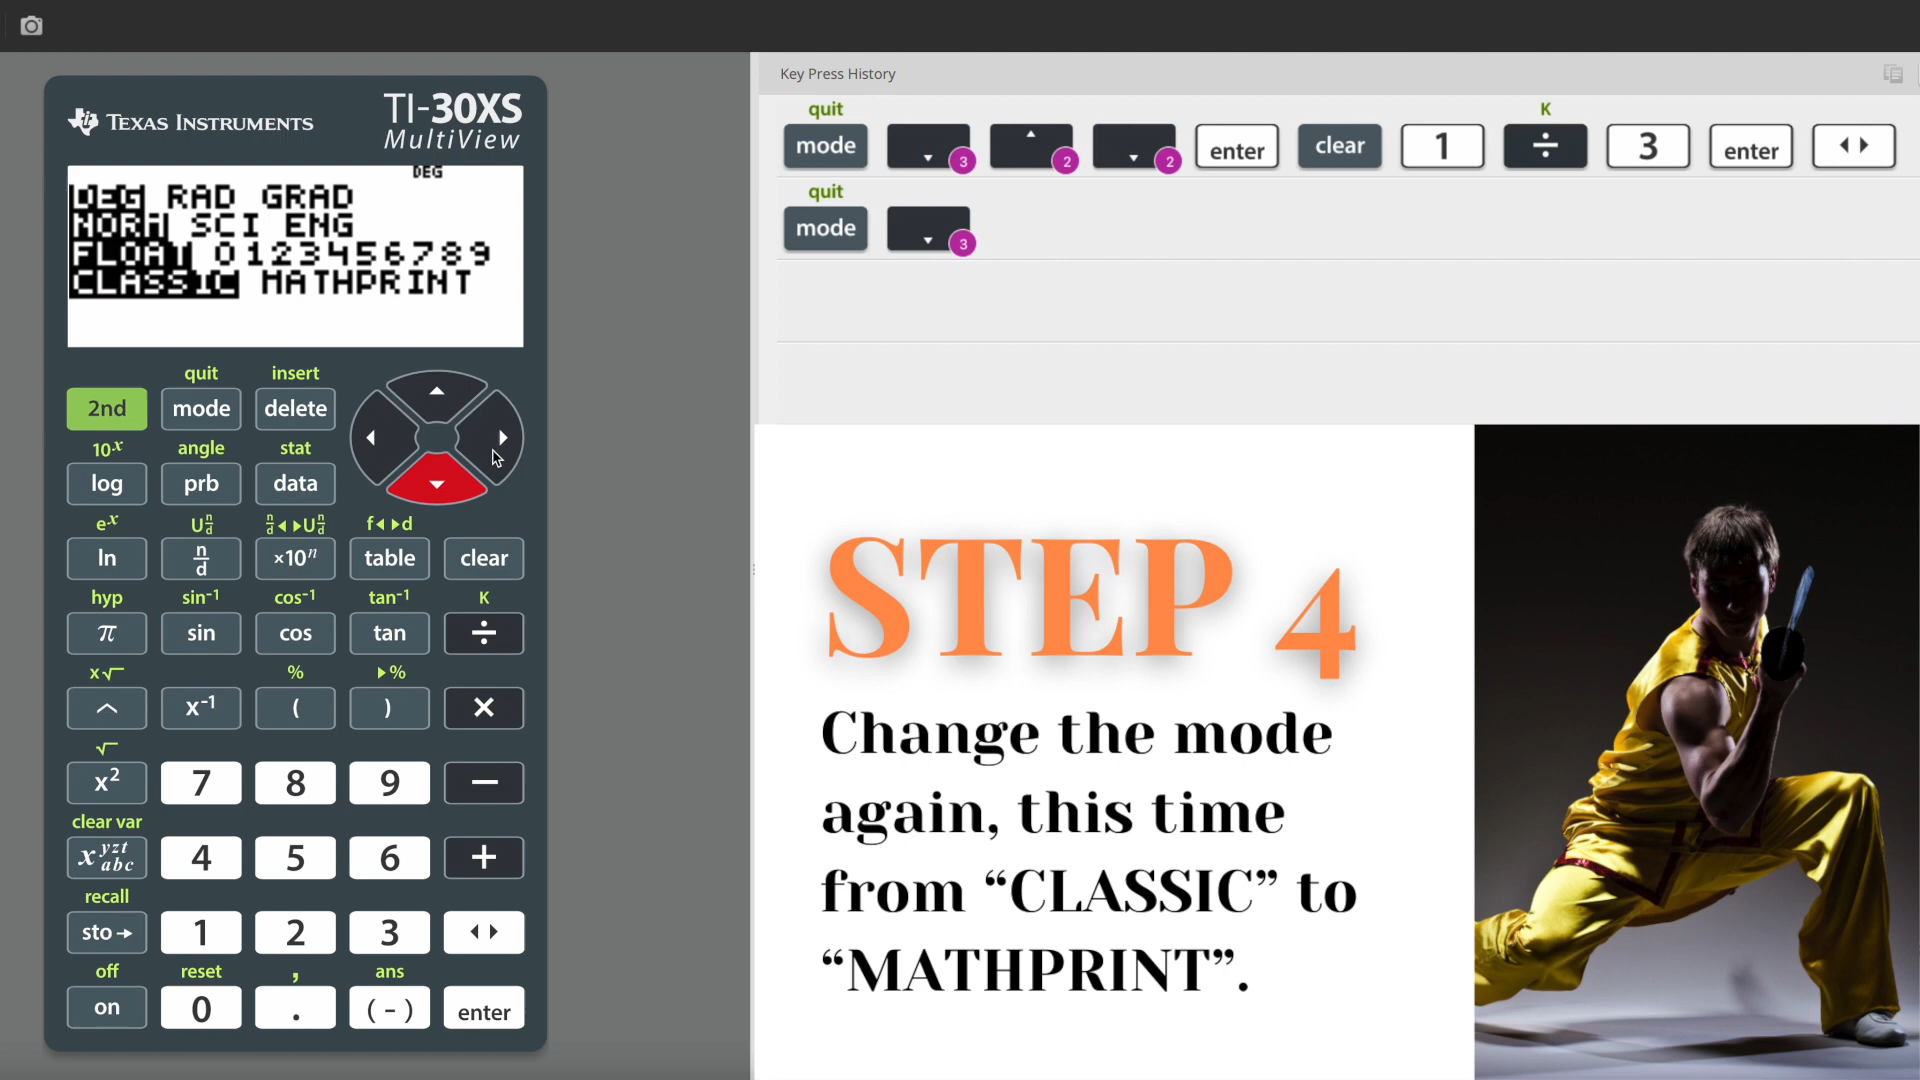 Key Press History
quit
K
mode 3 2 2 enter clear 1 ÷ 3 enter
quit
mode 3
TEXAS INSTRUMENTS
TI-30XS
MultiView
DEG
DEG RAD GRAD
NORM SCI ENG
FLOAT 0123456789
CLASSIC MATHPRINT
quit insert
2nd mode delete
10ˣ angle stat
log prb data
eˣ U n/d n/d◂▸U n/d f◂▸d
ln n/d ×10ⁿ table clear
hyp sin⁻¹ cos⁻¹ tan⁻¹ K
π sin cos tan ÷
x√ % ▸%
^ x⁻¹ ( ) ×
√
x² 7 8 9 −
clear var
x yzt abc 4 5 6 +
recall
sto→ 1 2 3 ◂▸
off reset , ans
on 0 . (-) enter
STEP 4
Change the mode
again, this time
from “CLASSIC” to
“MATHPRINT”.